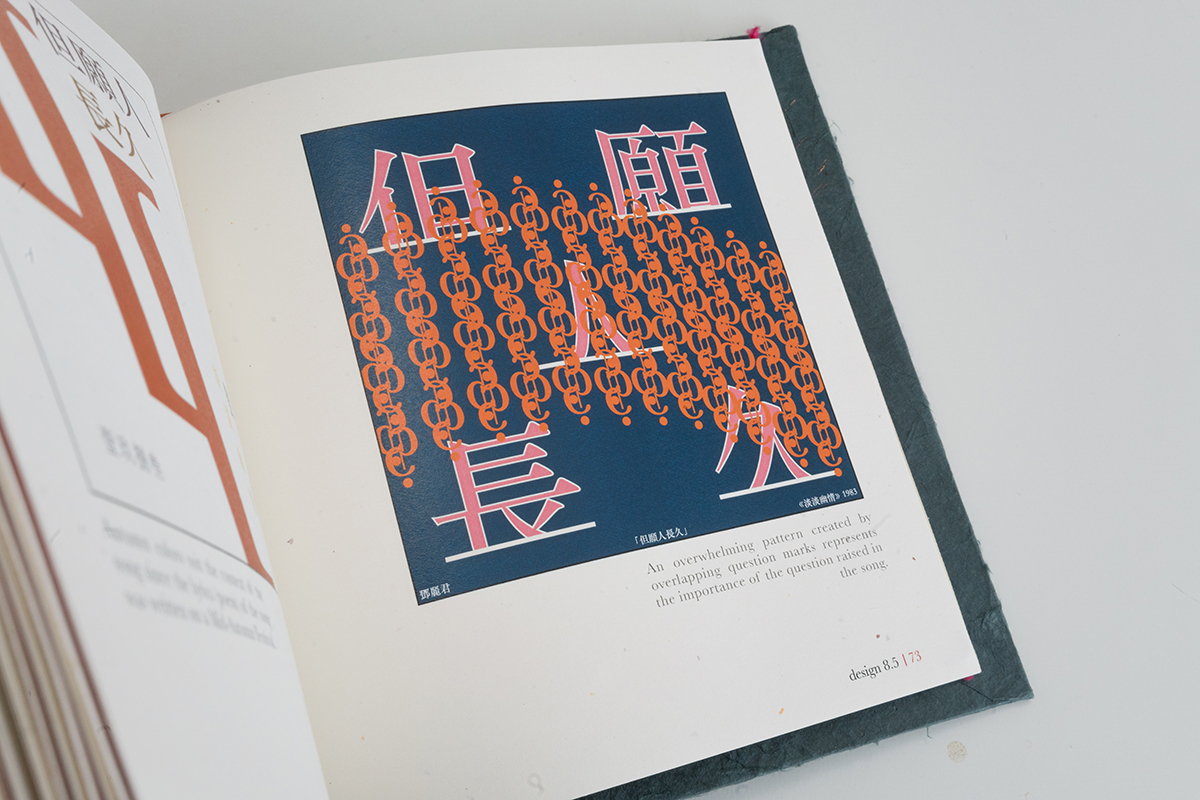 但願人
長久
但願
人
長久
《淡淡幽情》1983
「但願人長久」
鄧麗君
An overwhelming pattern created by
overlapping question marks represents
the importance of the question raised in
the song.
design 8.5 | 73